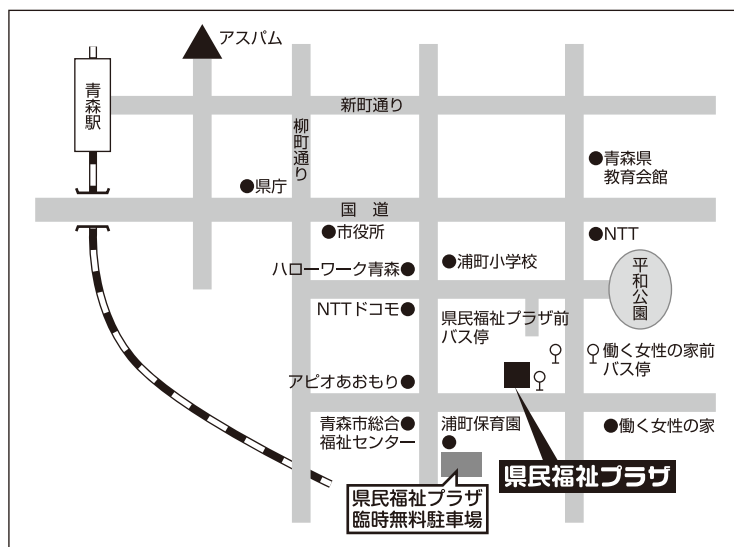 アスパム
青森駅
新町通り
柳町通り
青森県
教育会館
県庁
国道
市役所
NTT
ハローワーク青森
浦町小学校
平和公園
NTTドコモ
県民福祉プラザ前
バス停
働く女性の家前
バス停
アピオあおもり
青森市総合
福祉センター
浦町保育園
働く女性の家
県民福祉プラザ
県民福祉プラザ
臨時無料駐車場